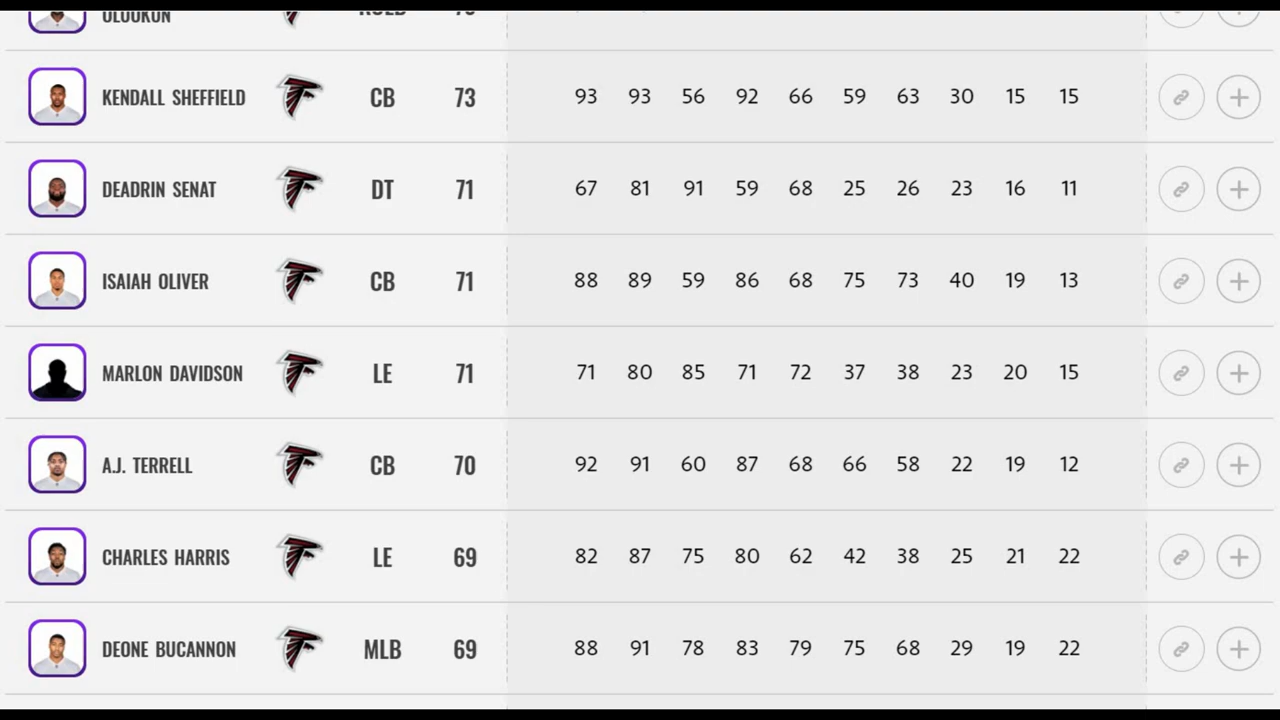 OLUOKUN
KENDALL SHEFFIELD CB 73 93 93 56 92 66 59 63 30 15 15
DEADRIN SENAT DT 71 67 81 91 59 68 25 26 23 16 11
ISAIAH OLIVER CB 71 88 89 59 86 68 75 73 40 19 13
MARLON DAVIDSON LE 71 71 80 85 71 72 37 38 23 20 15
A.J. TERRELL CB 70 92 91 60 87 68 66 58 22 19 12
CHARLES HARRIS LE 69 82 87 75 80 62 42 38 25 21 22
DEONE BUCANNON MLB 69 88 91 78 83 79 75 68 29 19 22